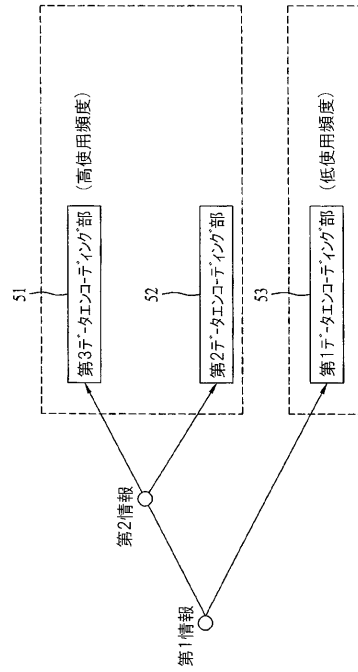 51
第3データエンコーディング部
(高使用頻度)
第2情報
52
第2データエンコーディング部
第1情報
53
第1データエンコーディング部
(低使用頻度)